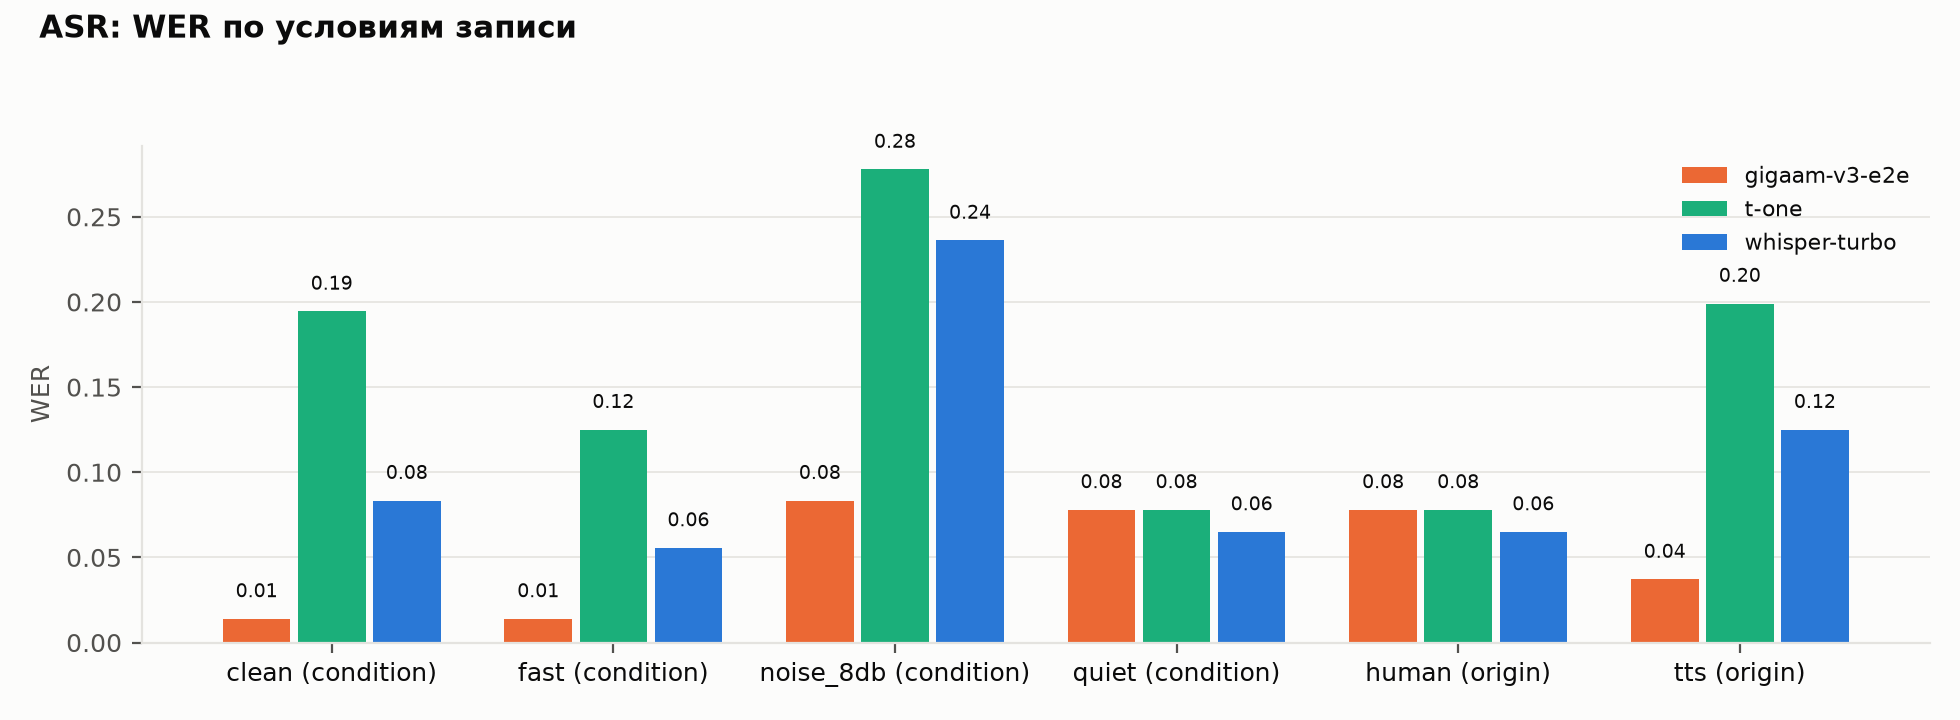 ASR: WER по условиям записи
WER
0.25
0.20
0.15
0.10
0.05
0.00
0.01
0.19
0.08
0.01
0.12
0.06
0.08
0.28
0.24
0.08
0.08
0.06
0.08
0.08
0.06
0.04
0.20
0.12
gigaam-v3-e2e
t-one
whisper-turbo
clean (condition)
fast (condition)
noise_8db (condition)
quiet (condition)
human (origin)
tts (origin)